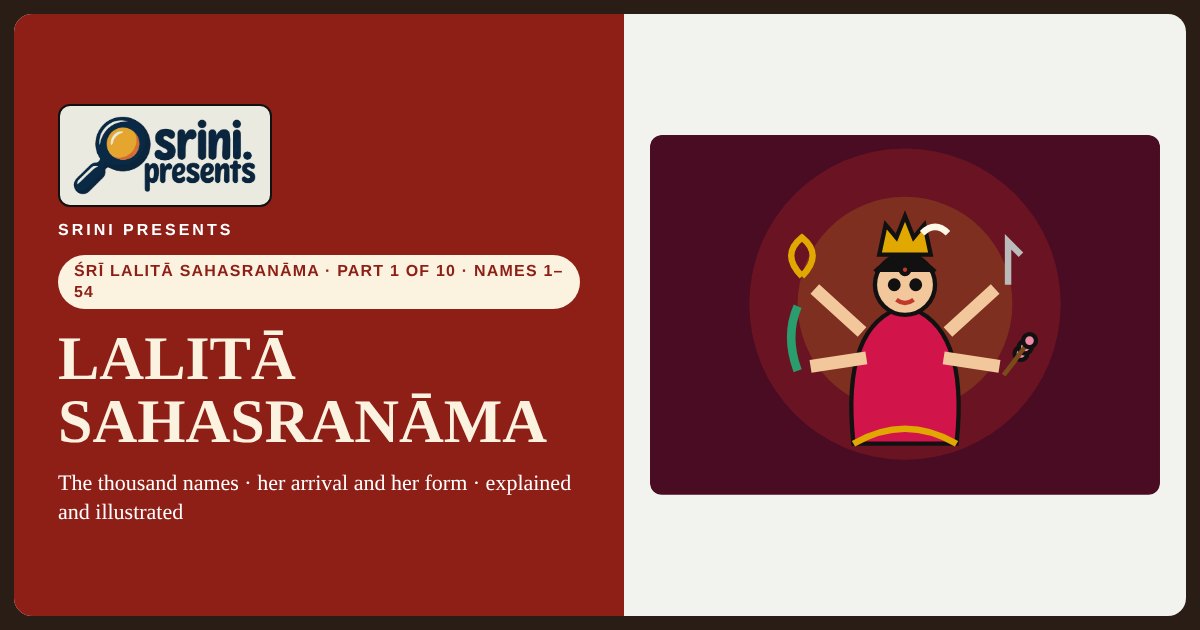 srini.
presents
SRINI PRESENTS
ŚRĪ LALITĀ SAHASRANĀMA · PART 1 OF 10 · NAMES 1–
54
LALITĀ
SAHASRANĀMA
The thousand names · her arrival and her form · explained
and illustrated